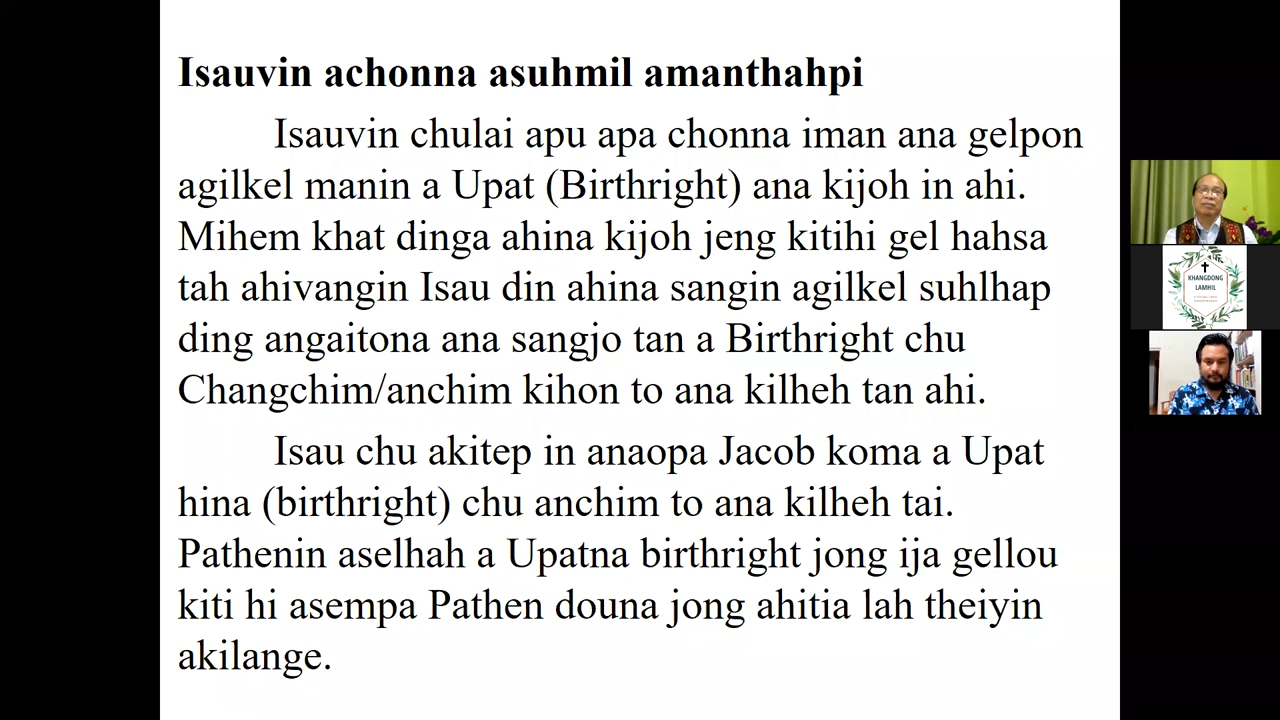 Isauvin achonna asuhmil amanthahpi
Isauvin chulai apu apa chonna iman ana gelpon
agilkel manin a Upat (Birthright) ana kijoh in ahi.
Mihem khat dinga ahina kijoh jeng kitihi gel hahsa
tah ahivangin Isau din ahina sangin agilkel suhlhap
ding angaitona ana sangjo tan a Birthright chu
Changchim/anchim kihon to ana kilheh tan ahi.
Isau chu akitep in anaopa Jacob koma a Upat
hina (birthright) chu anchim to ana kilheh tai.
Pathenin aselhah a Upatna birthright jong ija gellou
kiti hi asempa Pathen douna jong ahitia lah theiyin
akilange.
KHANGDONG
LAMHIL